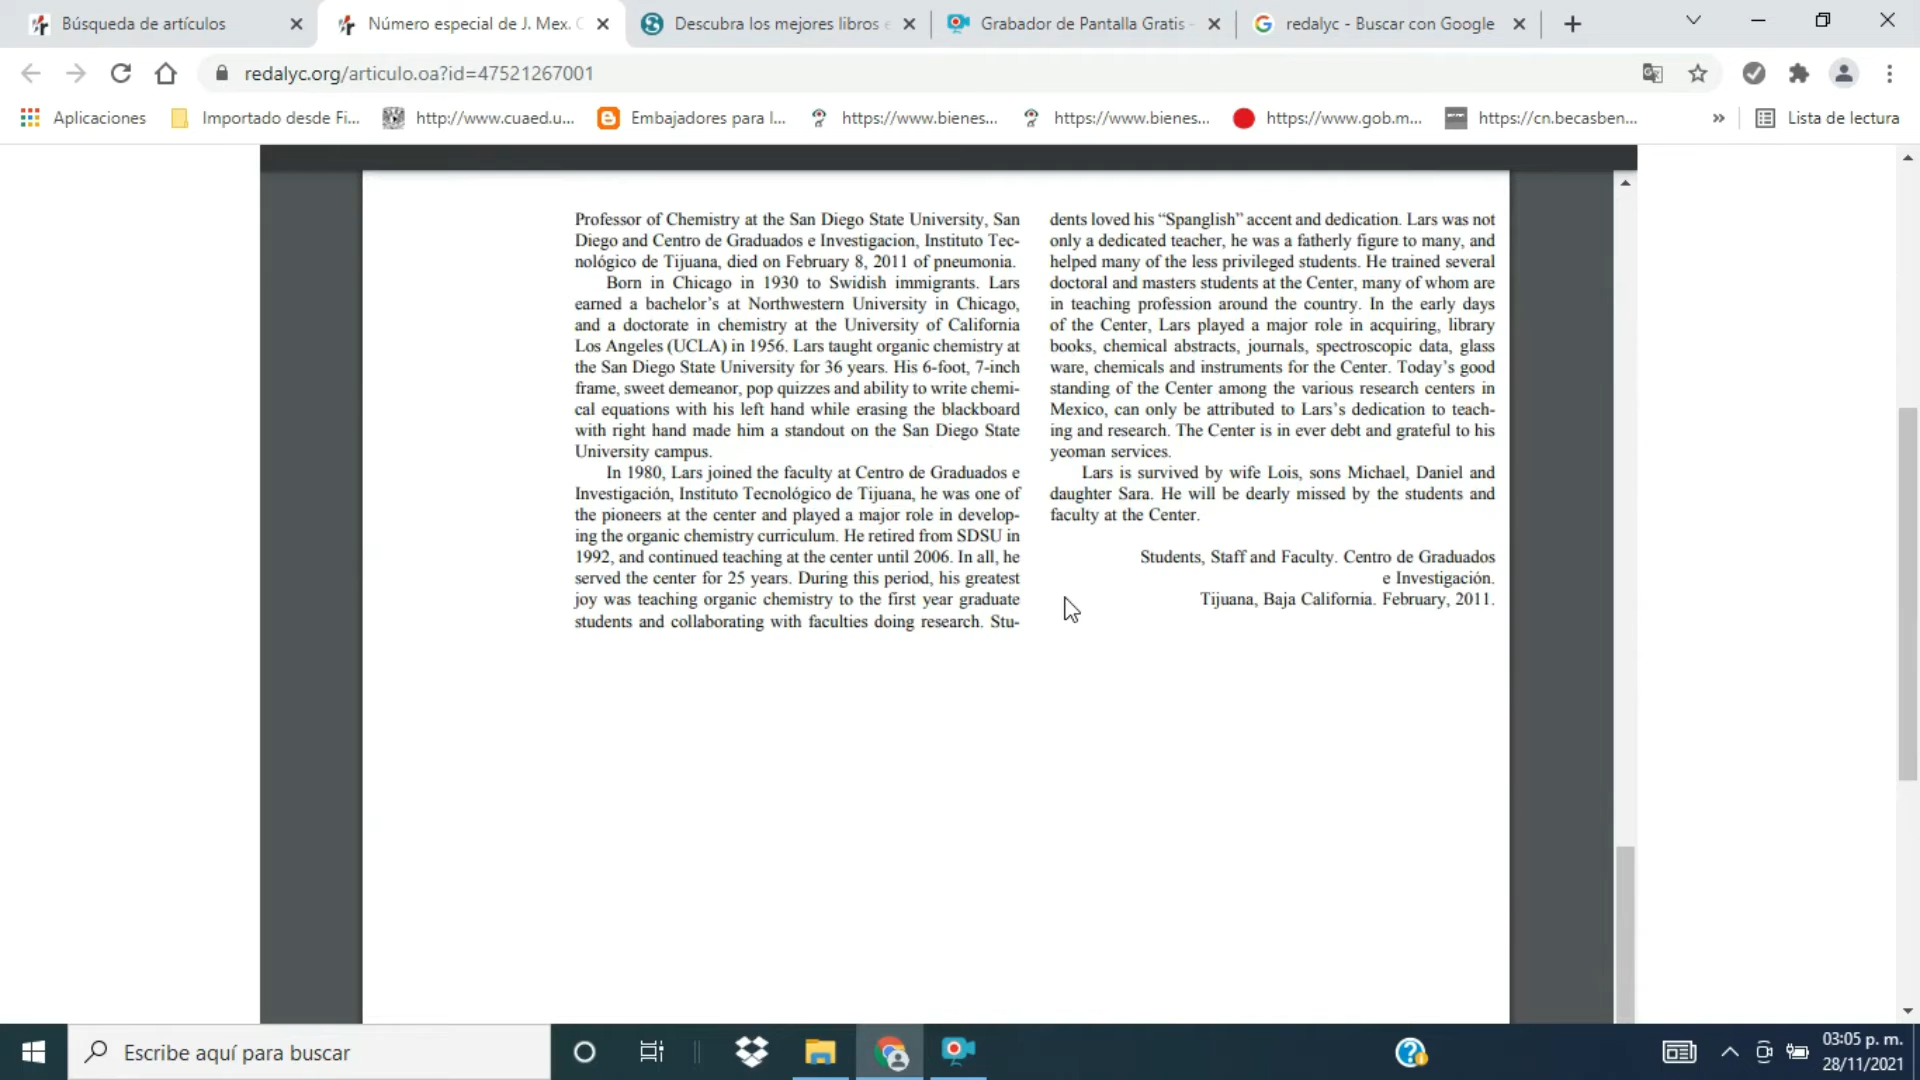 Búsqueda de artículos
Número especial de J. Mex. C
Descubra los mejores libros e
Grabador de Pantalla Gratis -
redalyc - Buscar con Google
redalyc.org/articulo.oa?id=47521267001
Aplicaciones
Importado desde Fi...
http://www.cuaed.u...
Embajadores para l...
https://www.bienes...
https://www.bienes...
https://www.gob.m...
https://cn.becasben...
»
Lista de lectura
Professor of Chemistry at the San Diego State University, San
Diego and Centro de Graduados e Investigacion, Instituto Tec-
nológico de Tijuana, died on February 8, 2011 of pneumonia.
Born in Chicago in 1930 to Swidish immigrants. Lars
earned a bachelor's at Northwestern University in Chicago,
and a doctorate in chemistry at the University of California
Los Angeles (UCLA) in 1956. Lars taught organic chemistry at
the San Diego State University for 36 years. His 6-foot, 7-inch
frame, sweet demeanor, pop quizzes and ability to write chemi-
cal equations with his left hand while erasing the blackboard
with right hand made him a standout on the San Diego State
University campus.
In 1980, Lars joined the faculty at Centro de Graduados e
Investigación, Instituto Tecnológico de Tijuana, he was one of
the pioneers at the center and played a major role in develop-
ing the organic chemistry curriculum. He retired from SDSU in
1992, and continued teaching at the center until 2006. In all, he
served the center for 25 years. During this period, his greatest
joy was teaching organic chemistry to the first year graduate
students and collaborating with faculties doing research. Stu-
dents loved his “Spanglish” accent and dedication. Lars was not
only a dedicated teacher, he was a fatherly figure to many, and
helped many of the less privileged students. He trained several
doctoral and masters students at the Center, many of whom are
in teaching profession around the country. In the early days
of the Center, Lars played a major role in acquiring, library
books, chemical abstracts, journals, spectroscopic data, glass
ware, chemicals and instruments for the Center. Today's good
standing of the Center among the various research centers in
Mexico, can only be attributed to Lars's dedication to teach-
ing and research. The Center is in ever debt and grateful to his
yeoman services.
Lars is survived by wife Lois, sons Michael, Daniel and
daughter Sara. He will be dearly missed by the students and
faculty at the Center.
Students, Staff and Faculty. Centro de Graduados
e Investigación.
Tijuana, Baja California. February, 2011.
Escribe aquí para buscar
03:05 p. m.
28/11/2021